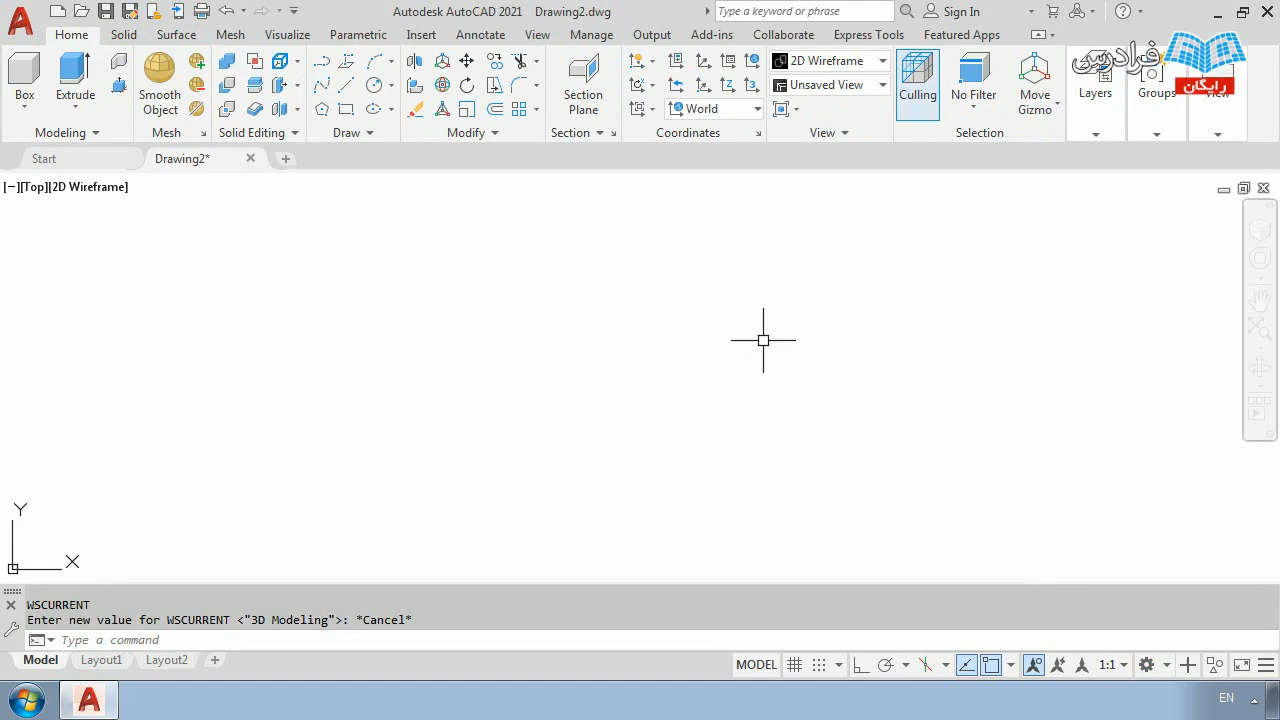 Autodesk AutoCAD 2021 Drawing2.dwg
Type a keyword or phrase
Sign In
Home Solid Surface Mesh Visualize Parametric Insert Annotate View Manage Output Add-ins Collaborate Express Tools Featured Apps
2D Wireframe
Unsaved View
World
Box Extrude Smooth Object Section Plane Culling No Filter Move Gizmo Layers Groups View
فرادرس
رایگان
Modeling Mesh Solid Editing Draw Modify Section Coordinates View Selection
Start Drawing2*
[−][Top][2D Wireframe]
Y
X
WSCURRENT
Enter new value for WSCURRENT <"3D Modeling">: *Cancel*
Type a command
Model Layout1 Layout2
MODEL 1:1
EN